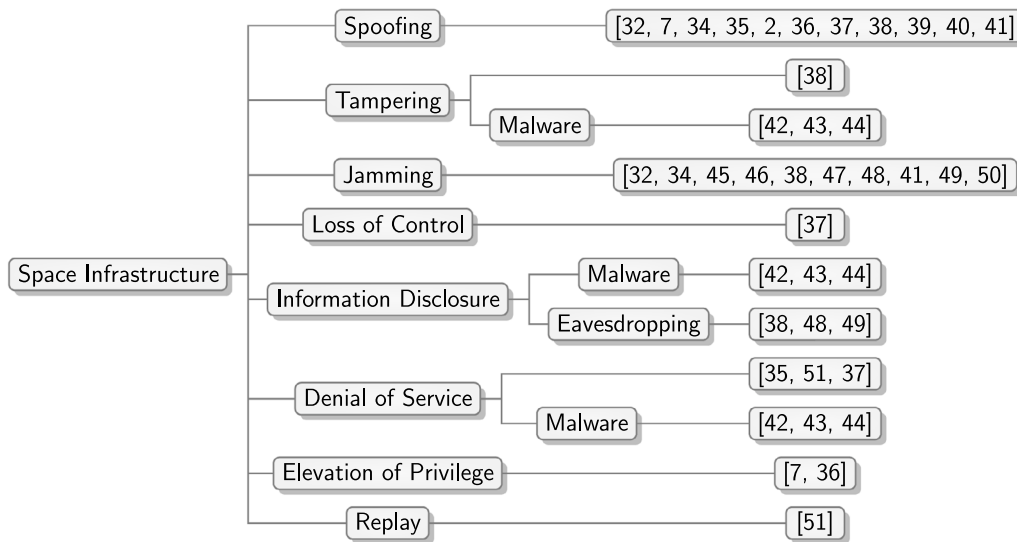 Spoofing
[32, 7, 34, 35, 2, 36, 37, 38, 39, 40, 41]
[38]
Tampering
Malware
[42, 43, 44]
Jamming
[32, 34, 45, 46, 38, 47, 48, 41, 49, 50]
Loss of Control
[37]
Space Infrastructure
Malware
[42, 43, 44]
Information Disclosure
Eavesdropping
[38, 48, 49]
[35, 51, 37]
Denial of Service
Malware
[42, 43, 44]
Elevation of Privilege
[7, 36]
Replay
[51]